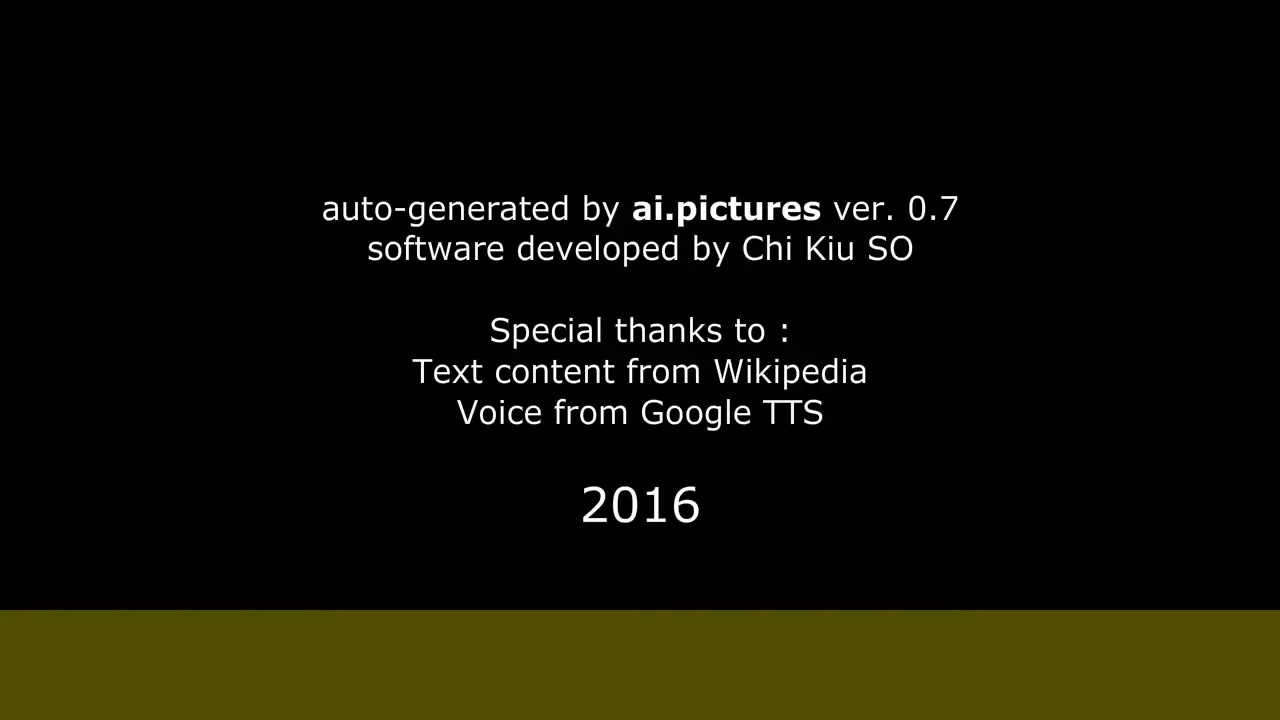 auto-generated by ai.pictures ver. 0.7
software developed by Chi Kiu SO
Special thanks to :
Text content from Wikipedia
Voice from Google TTS
2016